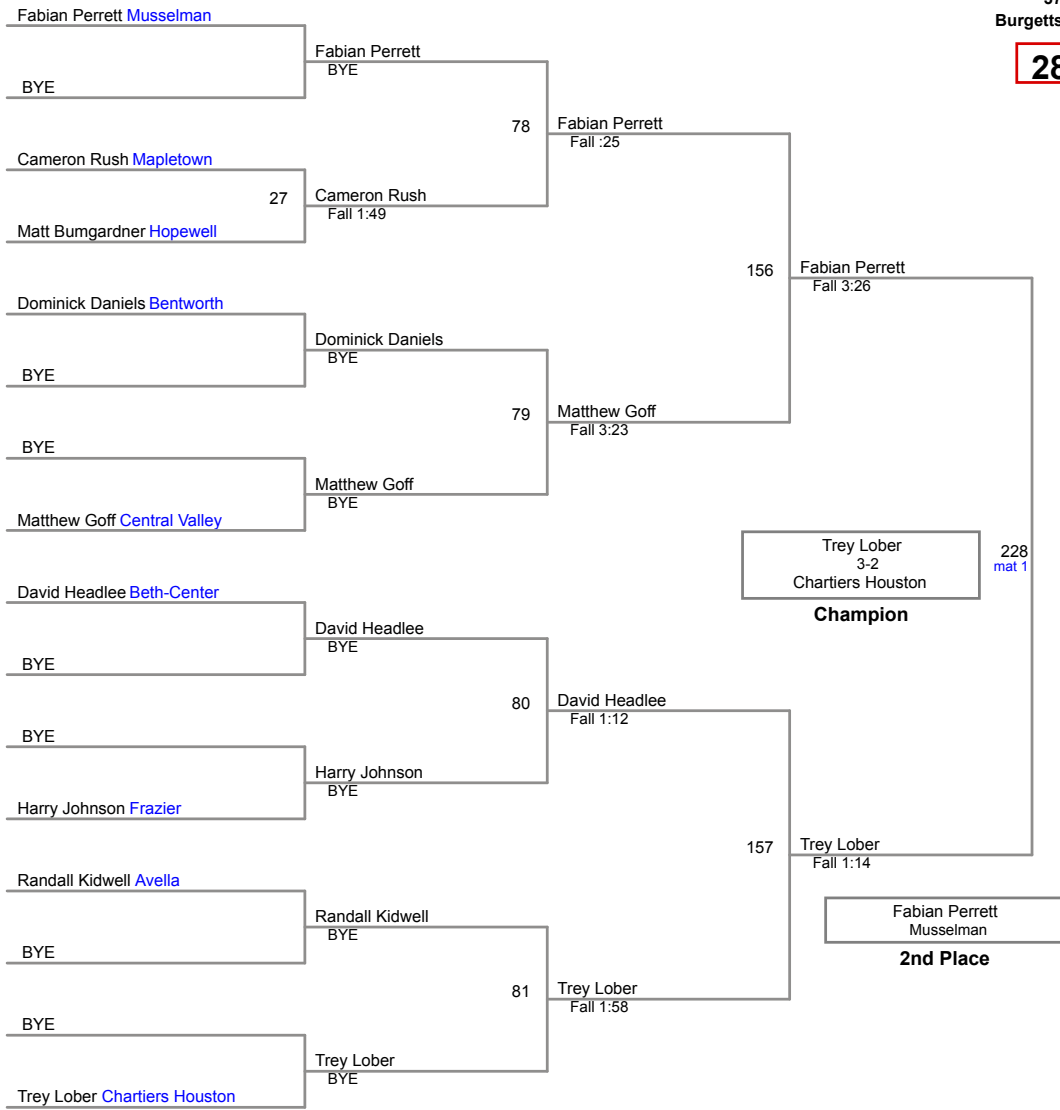 37
Burgetts
28
Fabian Perrett Musselman
BYE
Cameron Rush Mapletown
Matt Bumgardner Hopewell
Dominick Daniels Bentworth
BYE
BYE
Matthew Goff Central Valley
David Headlee Beth-Center
BYE
BYE
Harry Johnson Frazier
Randall Kidwell Avella
BYE
BYE
Trey Lober Chartiers Houston
Fabian Perrett
BYE
27
Cameron Rush
Fall 1:49
Dominick Daniels
BYE
Matthew Goff
BYE
David Headlee
BYE
Harry Johnson
BYE
Randall Kidwell
BYE
Trey Lober
BYE
78
Fabian Perrett
Fall :25
79
Matthew Goff
Fall 3:23
80
David Headlee
Fall 1:12
81
Trey Lober
Fall 1:58
156
Fabian Perrett
Fall 3:26
157
Trey Lober
Fall 1:14
228
mat 1
Trey Lober
3-2
Chartiers Houston
Champion
Fabian Perrett
Musselman
2nd Place